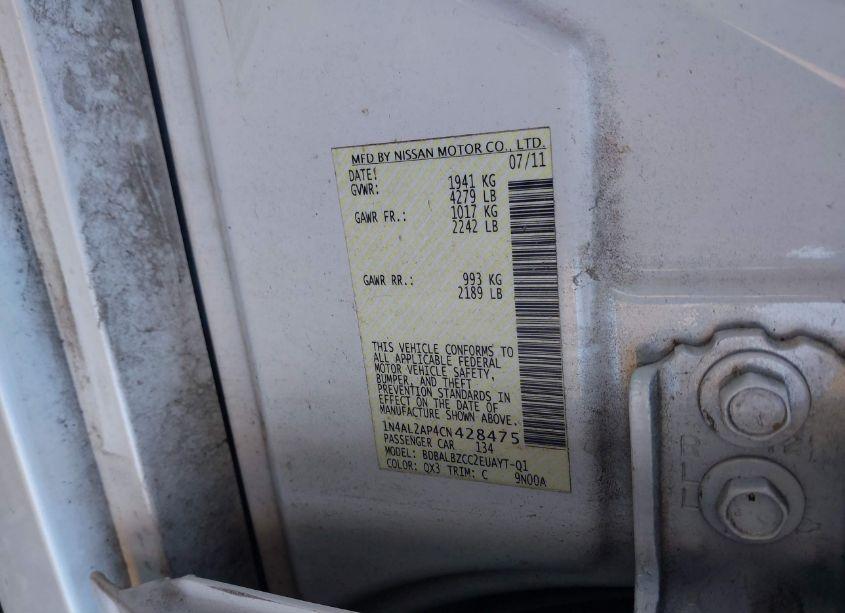 MFD BY NISSAN MOTOR CO., LTD.
DATE: 07/11
GVWR: 1941 KG
4279 LB
GAWR FR.: 1017 KG
2242 LB
GAWR RR.: 993 KG
2189 LB
THIS VEHICLE CONFORMS TO
ALL APPLICABLE FEDERAL
MOTOR VEHICLE SAFETY,
BUMPER, AND THEFT
PREVENTION STANDARDS IN
EFFECT ON THE DATE OF
MANUFACTURE SHOWN ABOVE.
1N4AL2AP4CN428475
PASSENGER CAR 134
MODEL: BDBALBZCC2EUAYT-Q1
COLOR: QX3 TRIM: C 9N00A